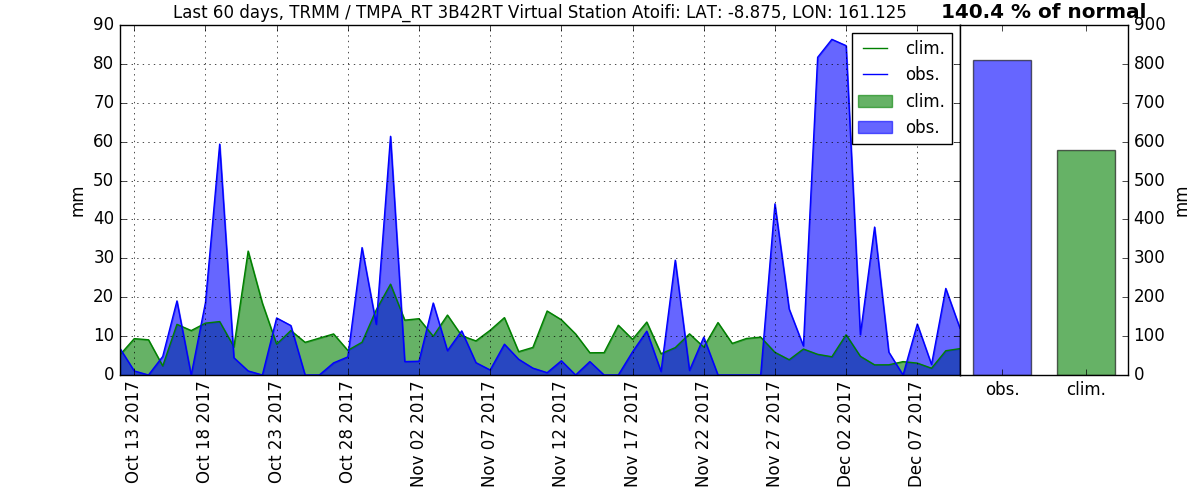 Last 60 days, TRMM / TMPA_RT 3B42RT Virtual Station Atoifi: LAT: -8.875, LON: 161.125
140.4 % of normal
90
80
70
60
50
40
30
20
10
0
mm
clim.
obs.
clim.
obs.
Oct 13 2017
Oct 18 2017
Oct 23 2017
Oct 28 2017
Nov 02 2017
Nov 07 2017
Nov 12 2017
Nov 17 2017
Nov 22 2017
Nov 27 2017
Dec 02 2017
Dec 07 2017
900
800
700
600
500
400
300
200
100
0
mm
obs.
clim.